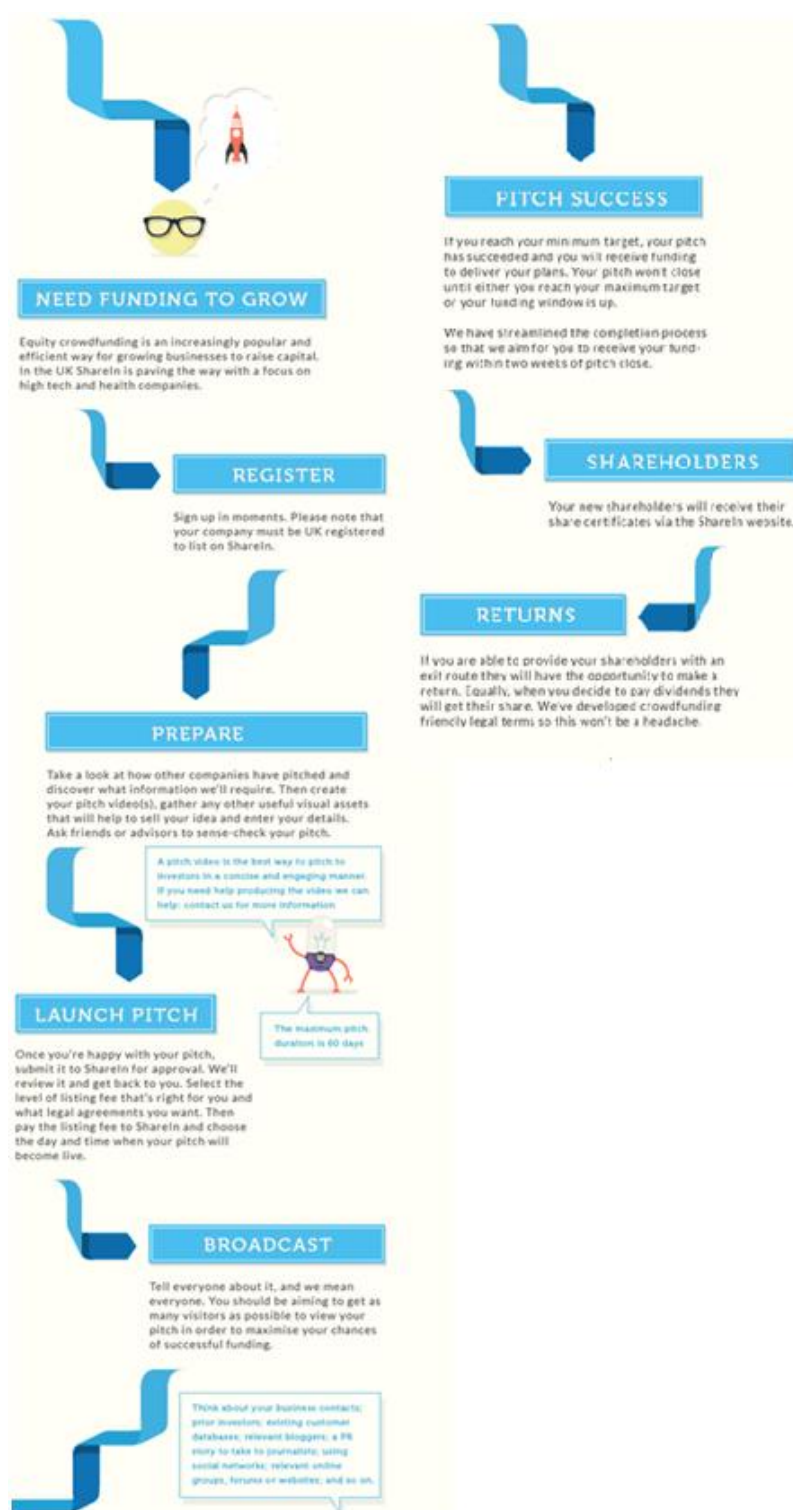 NEED FUNDING TO GROW
Equity crowdfunding is an increasingly popular and
efficient way for growing businesses to raise capital.
In the UK ShareIn is paving the way with a focus on
high tech and health companies.
REGISTER
Sign up in moments. Please note that
your company must be UK registered
to list on ShareIn.
PREPARE
Take a look at how other companies have pitched and
discover what information we'll require. Then create
your pitch video(s), gather any other useful visual assets
that will help to sell your idea and enter your details.
Ask friends or advisors to sense-check your pitch.
A pitch video is the best way to pitch to
investors in a concise and engaging manner.
If you need help producing the video we can
help: contact us for more information
The maximum pitch
duration is 60 days
LAUNCH PITCH
Once you're happy with your pitch,
submit it to ShareIn for approval. We'll
review it and get back to you. Select the
level of listing fee that's right for you and
what legal agreements you want. Then
pay the listing fee to ShareIn and choose
the day and time when your pitch will
become live.
BROADCAST
Tell everyone about it, and we mean
everyone. You should be aiming to get as
many visitors as possible to view your
pitch in order to maximise your chances
of successful funding.
Think about your business contacts;
prior investors; existing customer
databases; relevant bloggers; a PR
story to take to journalists; using
social networks; relevant online
groups, forums or websites; and so on.
PITCH SUCCESS
If you reach your minimum target, your pitch
has succeeded and you will receive funding
to deliver your plans. Your pitch won't close
until either you reach your maximum target
or your funding window is up.
We have streamlined the completion process
so that we aim for you to receive your fund-
ing within two weeks of pitch close.
SHAREHOLDERS
Your new shareholders will receive their
share certificates via the ShareIn website.
RETURNS
If you are able to provide your shareholders with an
exit route they will have the opportunity to make a
return. Equally, when you decide to pay dividends they
will get their share. We've developed crowdfunding
friendly legal terms so this won't be a headache.